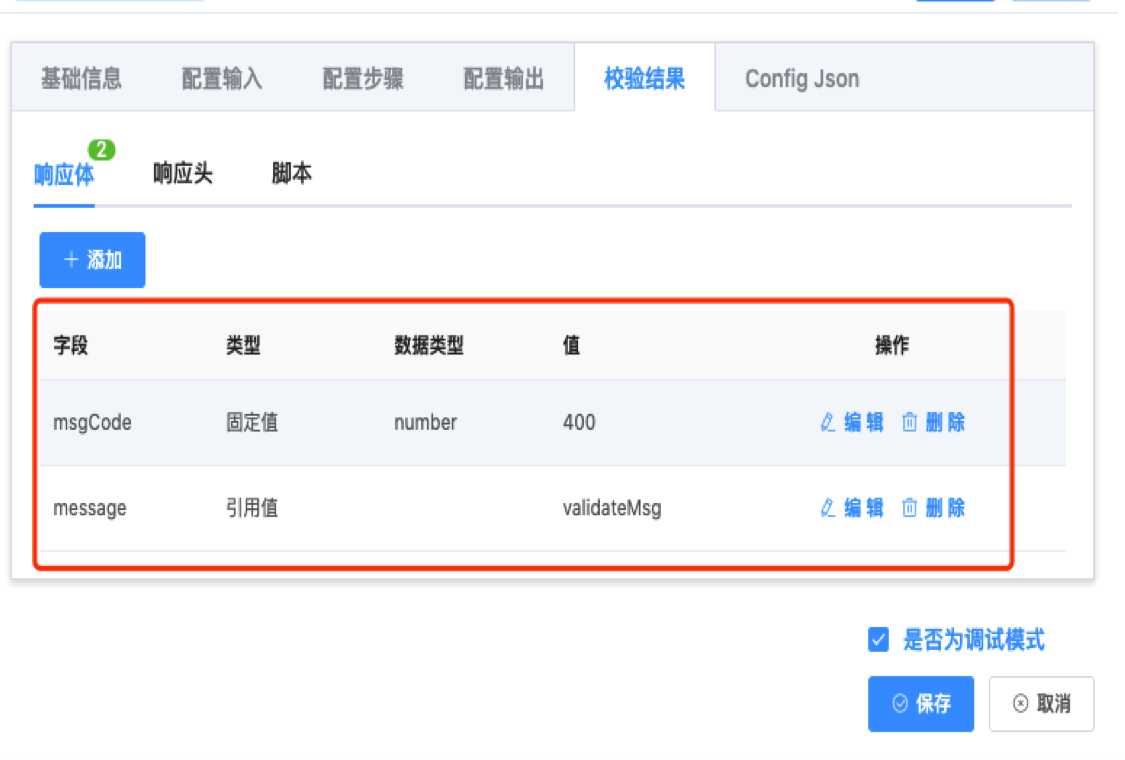 基础信息 配置输入 配置步骤 配置输出 校验结果 Config Json
2
响应体 响应头 脚本
添加
字段 类型 数据类型 值 操作
msgCode 固定值 number 400 编辑 删除
message 引用值 validateMsg 编辑 删除
是否为调试模式
保存 取消